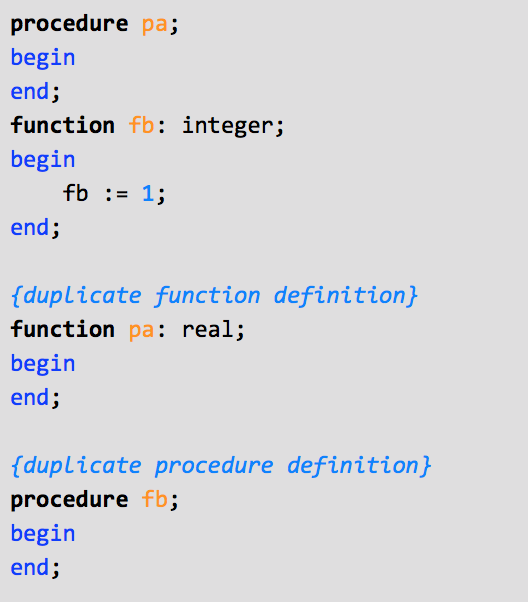 procedure pa;
begin
end;
function fb: integer;
begin
    fb := 1;
end;
{duplicate function definition}
function pa: real;
begin
end;
{duplicate procedure definition}
procedure fb;
begin
end;